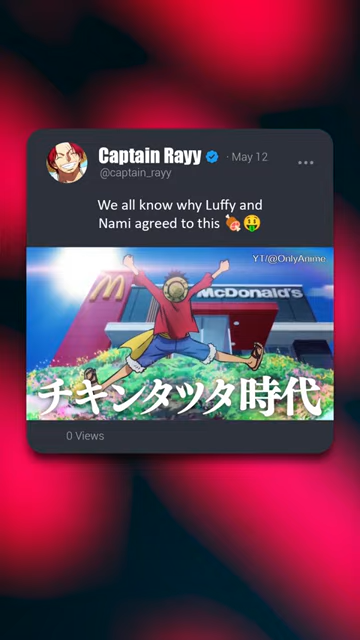 Captain Rayy · May 12
@captain_rayy
We all know why Luffy and
Nami agreed to this 🍖🤑
YT/@OnlyAnime
McDonald's
チキンタツタ時代
0 Views